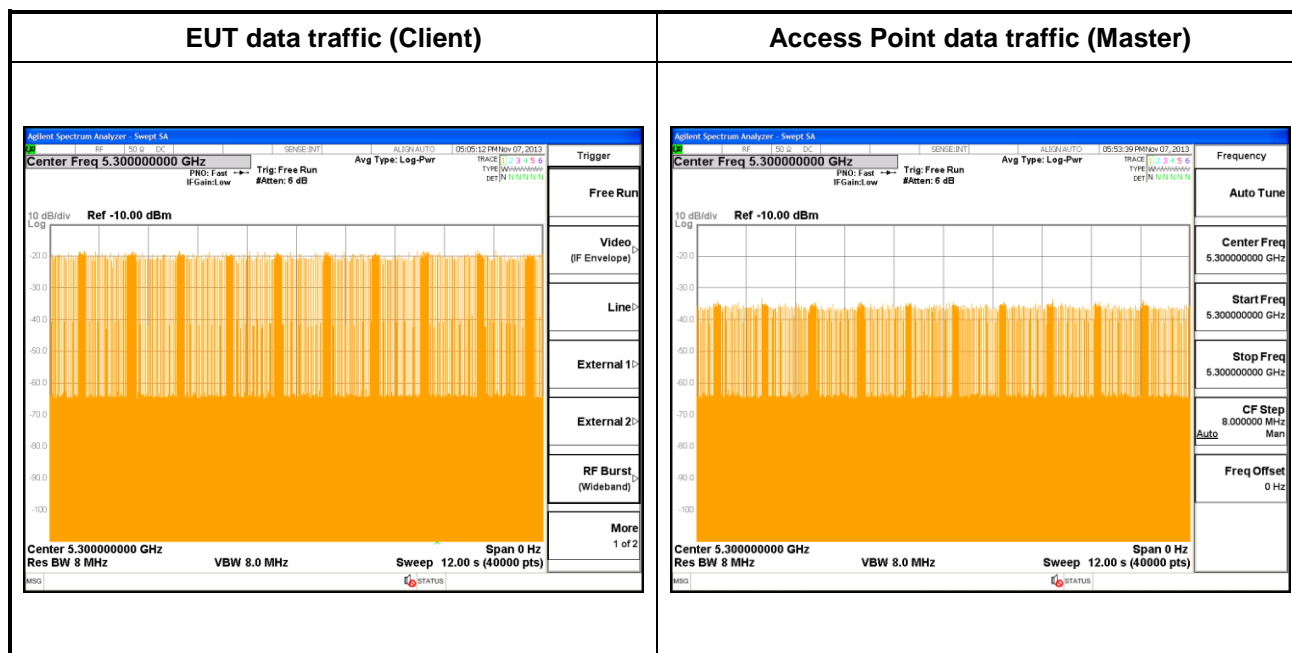 EUT data traffic (Client)
Access Point data traffic (Master)
Agilent Spectrum Analyzer - Swept SA
RF 50 Ω DC SENSE:INT ALIGN AUTO 05:05:12 PM Nov 07, 2013
Center Freq 5.300000000 GHz
PNO: Fast
IFGain:Low
Trig: Free Run
#Atten: 6 dB
Avg Type: Log-Pwr
TRACE 1 2 3 4 5 6
TYPE W
DET N N N N N N
10 dB/div Ref -10.00 dBm
Log
-20.0
-30.0
-40.0
-50.0
-60.0
-70.0
-80.0
-90.0
-100
Center 5.300000000 GHz Span 0 Hz
Res BW 8 MHz VBW 8.0 MHz Sweep 12.00 s (40000 pts)
MSG STATUS
Trigger
Free Run
Video
(IF Envelope)
Line
External 1
External 2
RF Burst
(Wideband)
More
1 of 2
Agilent Spectrum Analyzer - Swept SA
RF 50 Ω DC SENSE:INT ALIGN AUTO 05:53:39 PM Nov 07, 2013
Center Freq 5.300000000 GHz
PNO: Fast
IFGain:Low
Trig: Free Run
#Atten: 6 dB
Avg Type: Log-Pwr
TRACE 1 2 3 4 5 6
TYPE W
DET N N N N N N
10 dB/div Ref -10.00 dBm
Log
-20.0
-30.0
-40.0
-50.0
-60.0
-70.0
-80.0
-90.0
-100
Center 5.300000000 GHz Span 0 Hz
Res BW 8 MHz VBW 8.0 MHz Sweep 12.00 s (40000 pts)
MSG STATUS
Frequency
Auto Tune
Center Freq
5.300000000 GHz
Start Freq
5.300000000 GHz
Stop Freq
5.300000000 GHz
CF Step
8.000000 MHz
Auto Man
Freq Offset
0 Hz